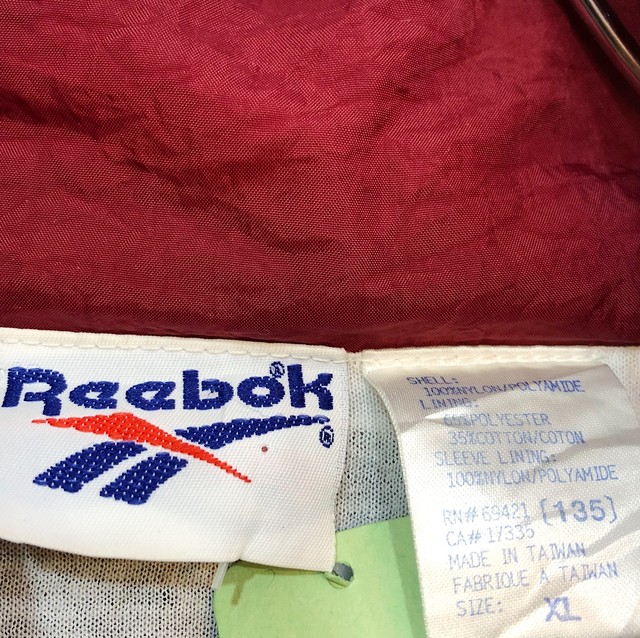 Reebok®
®
SHELL:
100%NYLON/POLYAMIDE
LINING:
65%POLYESTER
35%COTTON/COTON
SLEEVE LINING:
100%NYLON/POLYAMIDE
RN# 69421 (135)
CA# 17335
MADE IN TAIWAN
FABRIQUE A TAIWAN
SIZE: XL